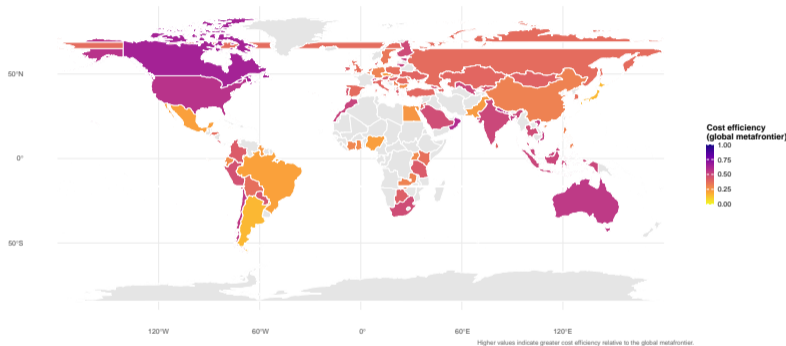 50°N
0°
50°S
120°W
60°W
0°
60°E
120°E
Cost efficiency
(global metafrontier)
1.00
0.75
0.50
0.25
0.00
Higher values indicate greater cost efficiency relative to the global metafrontier.